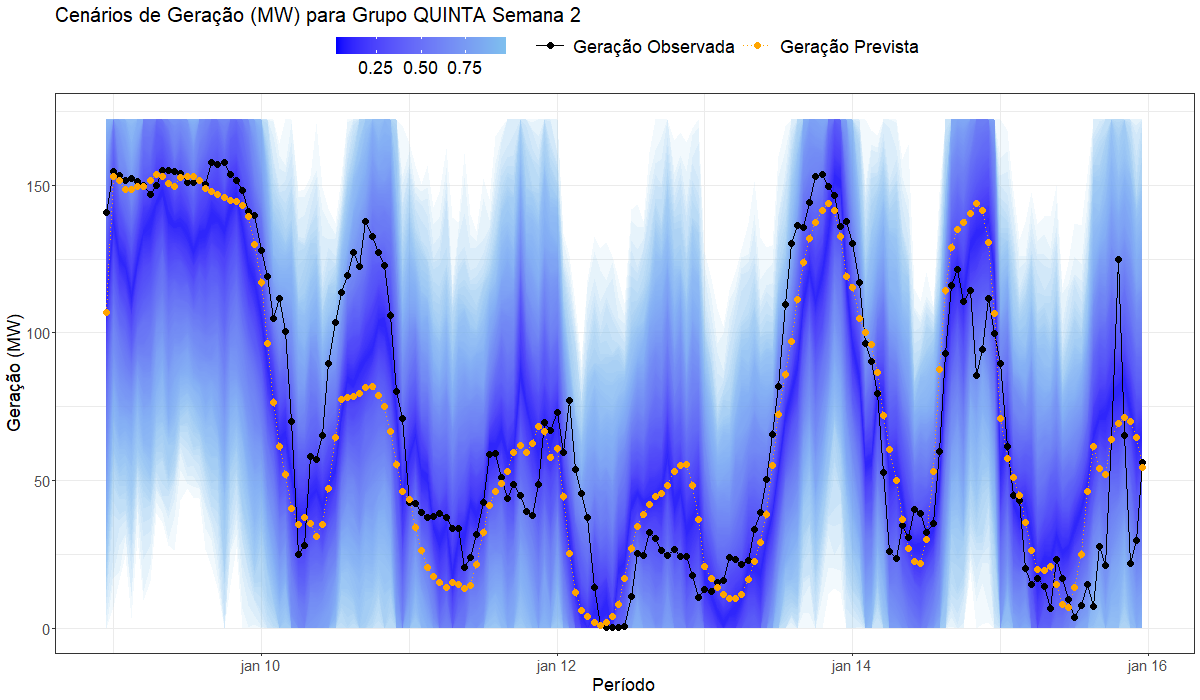 Cenários de Geração (MW) para Grupo QUINTA Semana 2
0.25 0.50 0.75
Geração Observada
Geração Prevista
Geração (MW)
150
100
50
0
jan 10 jan 12 jan 14 jan 16
Período